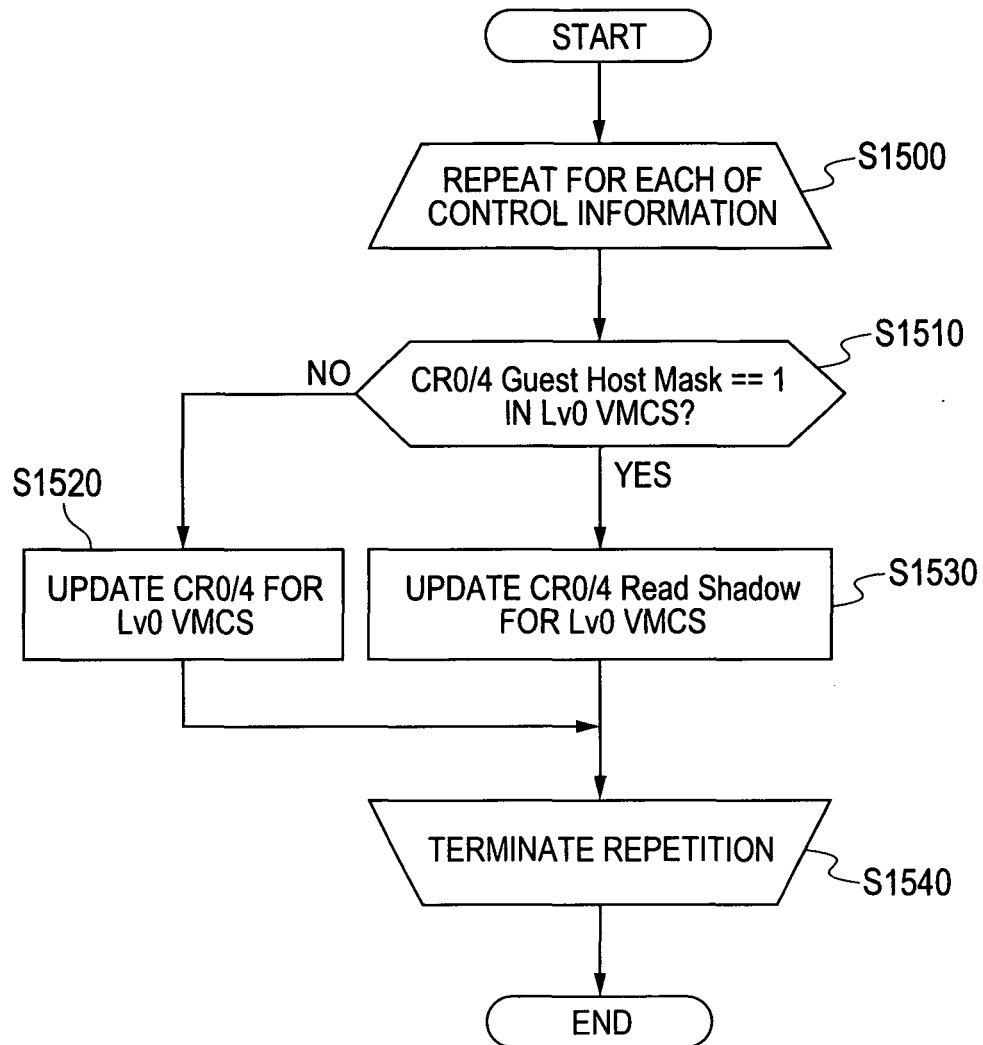 START
REPEAT FOR EACH OF
CONTROL INFORMATION
S1500
CR0/4 Guest Host Mask == 1
IN Lv0 VMCS?
S1510
NO
YES
S1520
UPDATE CR0/4 FOR
Lv0 VMCS
UPDATE CR0/4 Read Shadow
FOR Lv0 VMCS
S1530
TERMINATE REPETITION
S1540
END